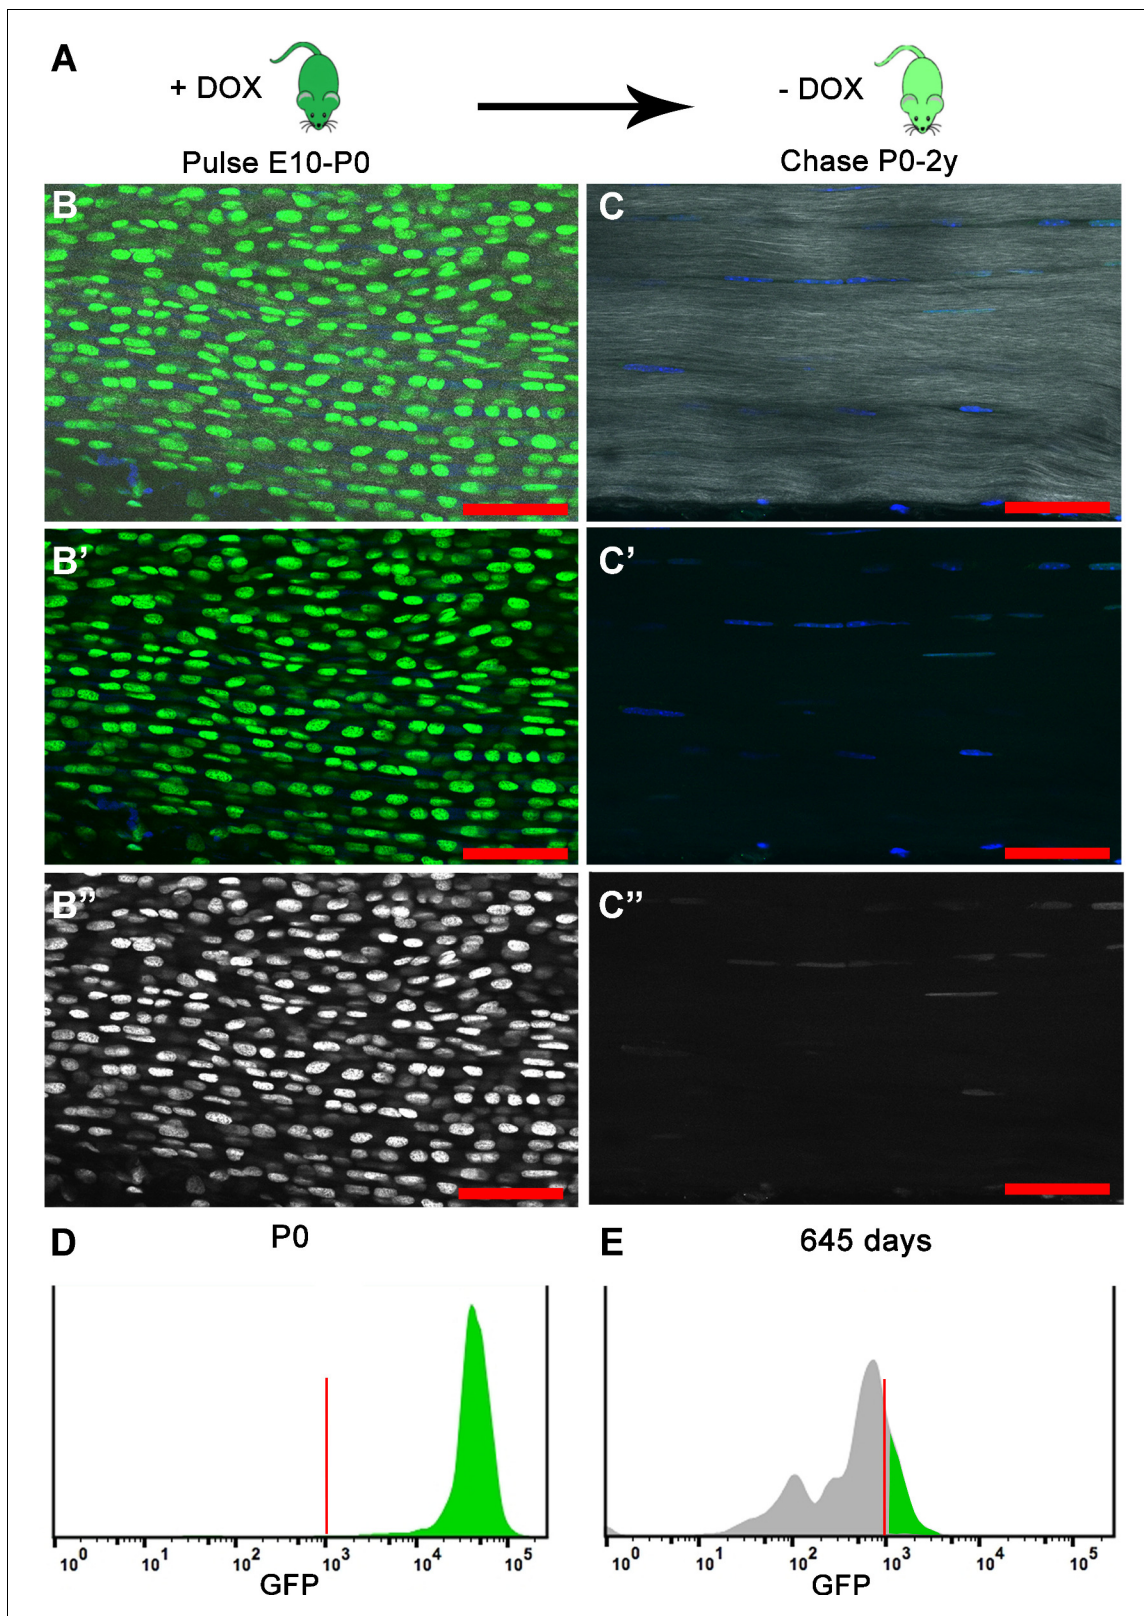 A
+ DOX
- DOX
Pulse E10-P0
Chase P0-2y
B
C
B’
C’
B’’
C’’
D
P0
E
645 days
10^0 10^1 10^2 10^3 10^4 10^5
GFP
10^0 10^1 10^2 10^3 10^4 10^5
GFP